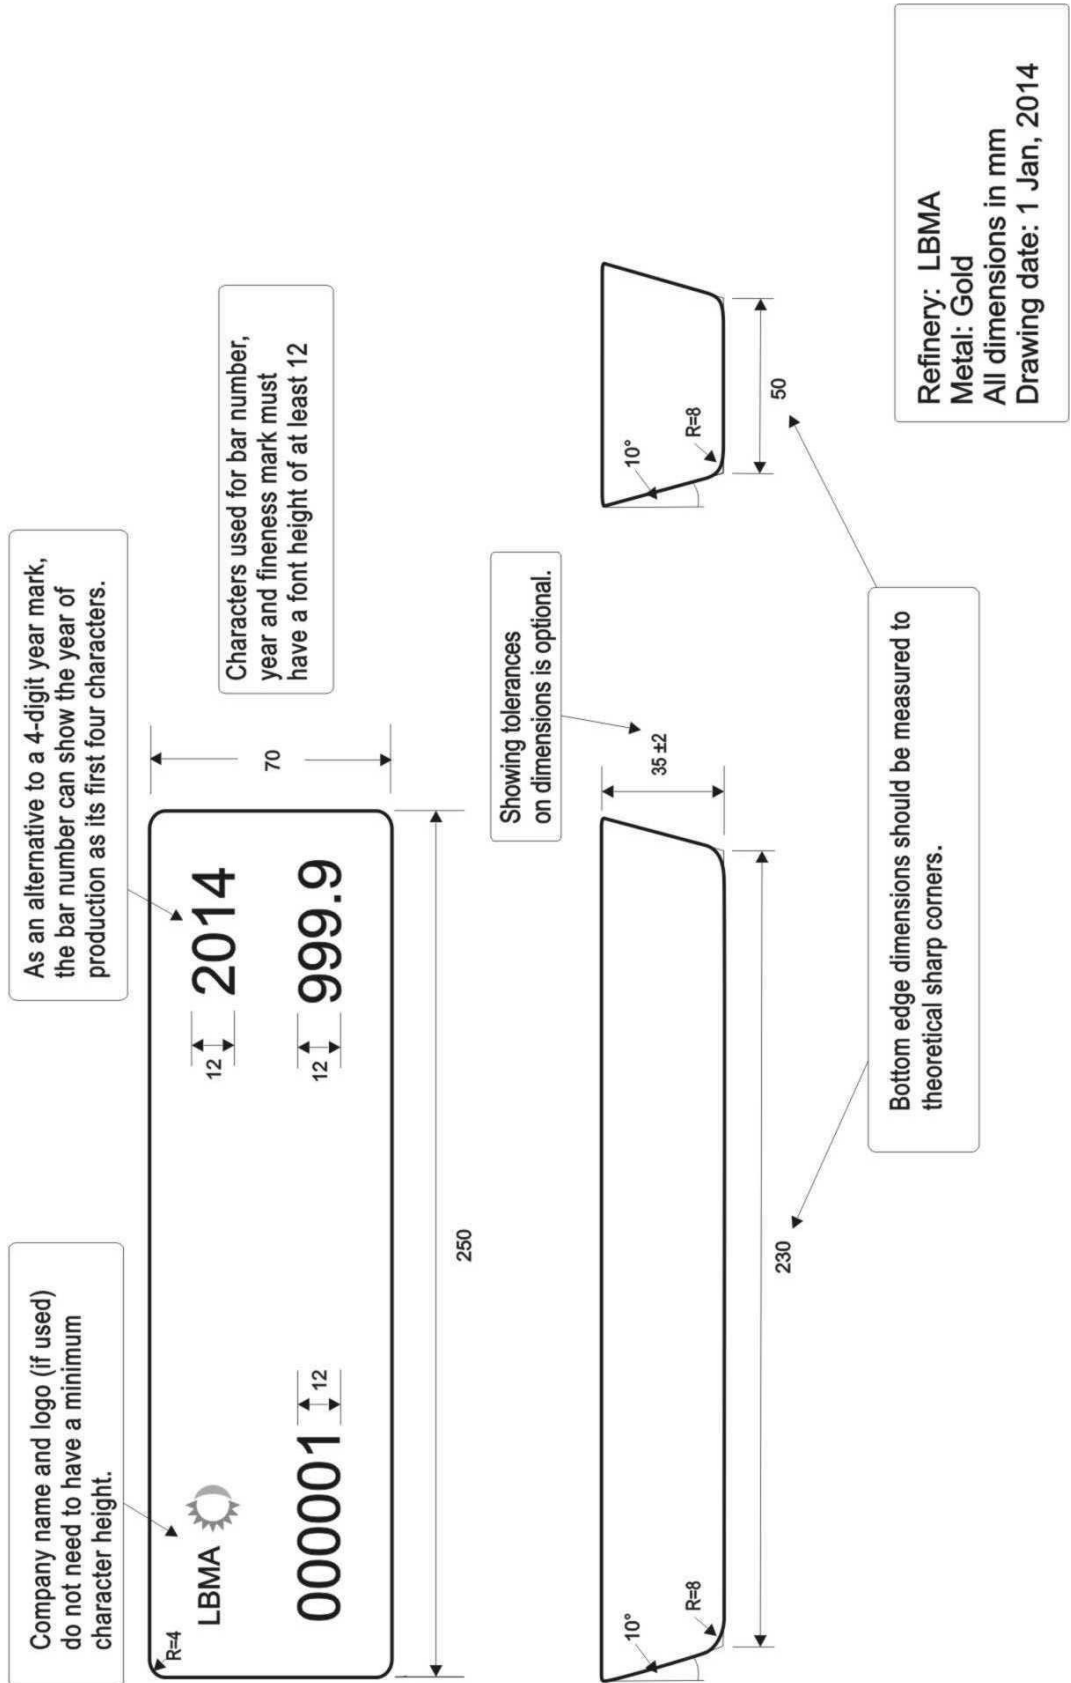 Company name and logo (if used)
do not need to have a minimum
character height.
As an alternative to a 4-digit year mark,
the bar number can show the year of
production as its first four characters.
R=4
LBMA
2014
12
000001
12
999.9
12
70
250
Characters used for bar number,
year and fineness mark must
have a font height of at least 12
Showing tolerances
on dimensions is optional.
35 ±2
10°
R=8
230
10°
R=8
50
Bottom edge dimensions should be measured to
theoretical sharp corners.
Refinery: LBMA
Metal: Gold
All dimensions in mm
Drawing date: 1 Jan, 2014